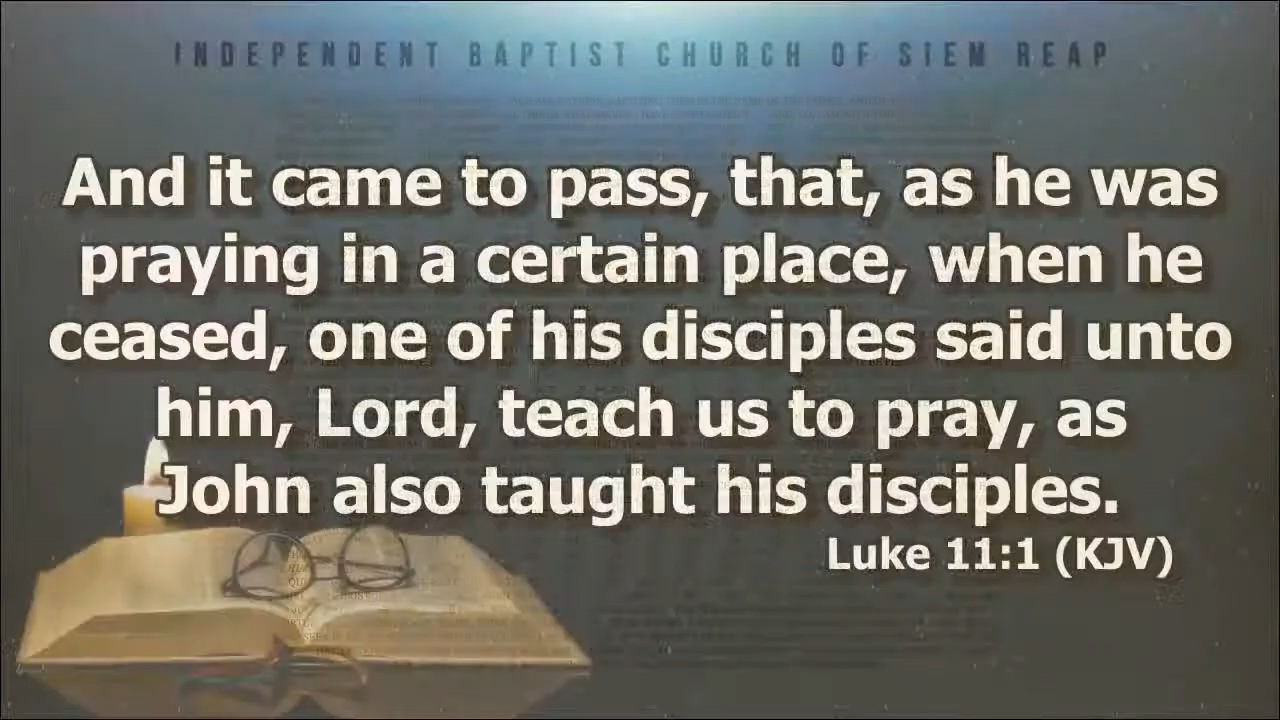 INDEPENDENT BAPTIST CHURCH OF SIEM REAP
And it came to pass, that, as he was
praying in a certain place, when he
ceased, one of his disciples said unto
him, Lord, teach us to pray, as
John also taught his disciples.
Luke 11:1 (KJV)